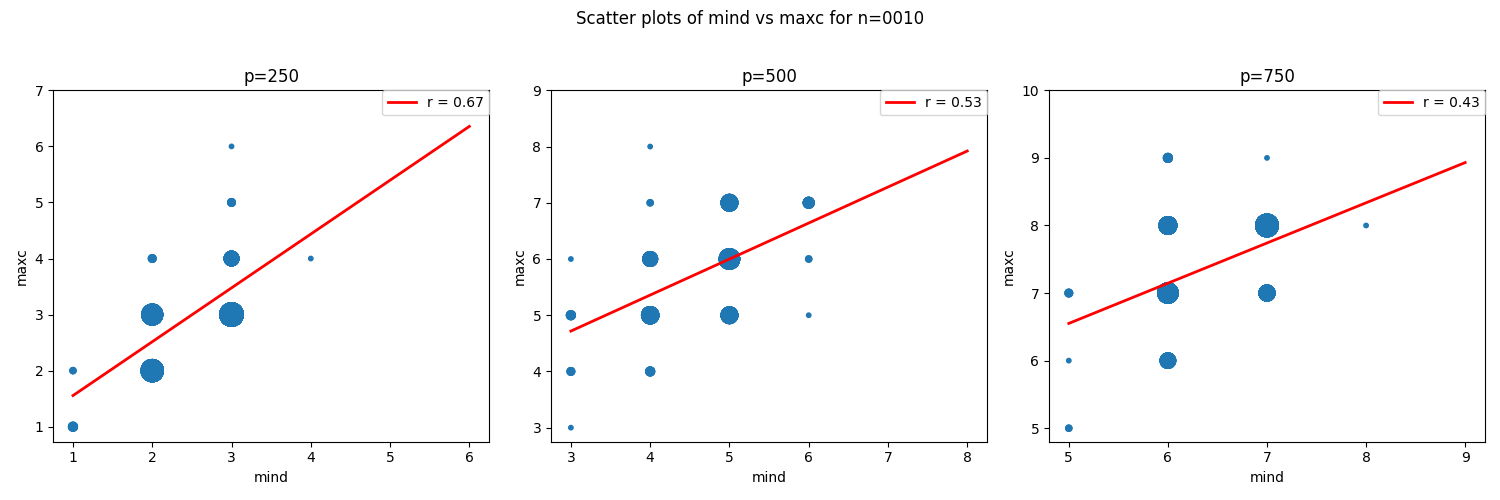 Scatter plots of mind vs maxc for n=0010
p=250
r = 0.67
7
6
5
4
3
2
1
maxc
1 2 3 4 5 6
mind
p=500
r = 0.53
9
8
7
6
5
4
3
maxc
3 4 5 6 7 8
mind
p=750
r = 0.43
10
9
8
7
6
5
maxc
5 6 7 8 9
mind